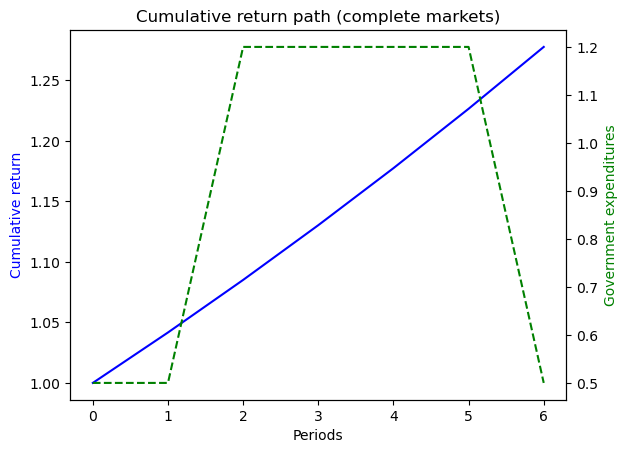 Cumulative return path (complete markets)
Cumulative return
1.25
1.20
1.15
1.10
1.05
1.00
1.2
1.1
1.0
0.9
0.8
0.7
0.6
0.5
Government expenditures
0 1 2 3 4 5 6
Periods